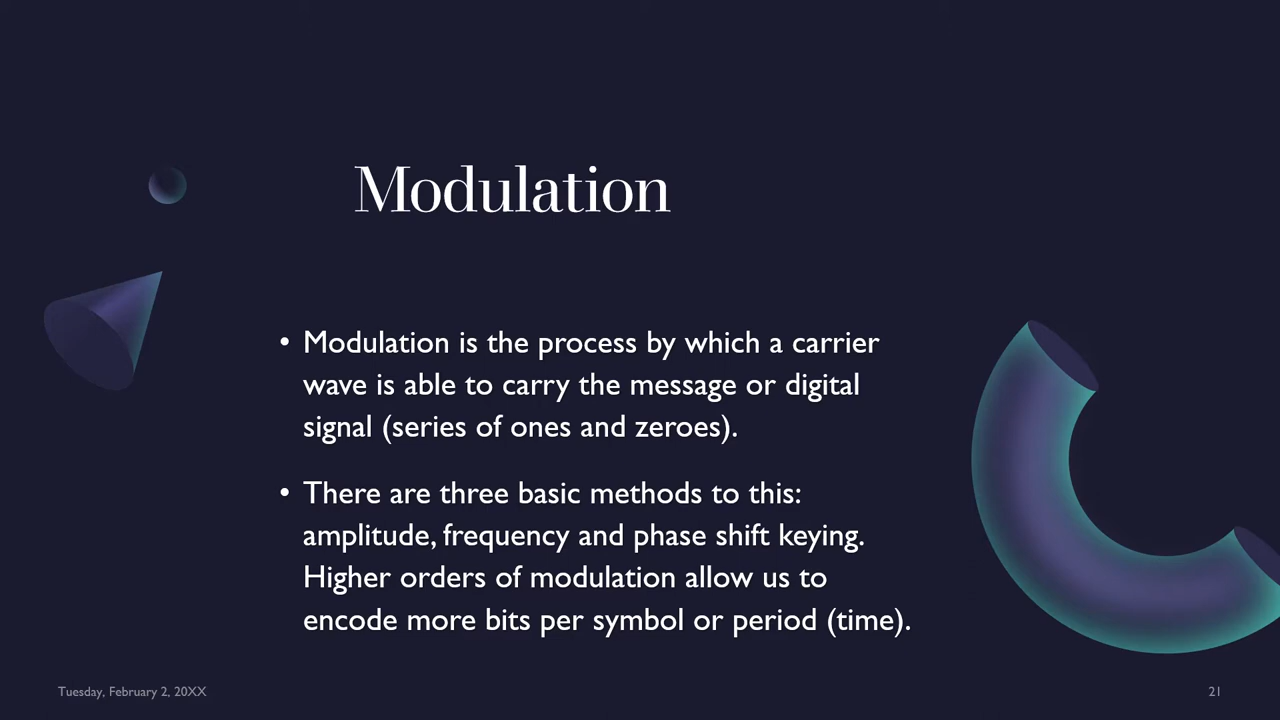 Modulation
• Modulation is the process by which a carrier
wave is able to carry the message or digital
signal (series of ones and zeroes).
• There are three basic methods to this:
amplitude, frequency and phase shift keying.
Higher orders of modulation allow us to
encode more bits per symbol or period (time).
Tuesday, February 2, 20XX
21